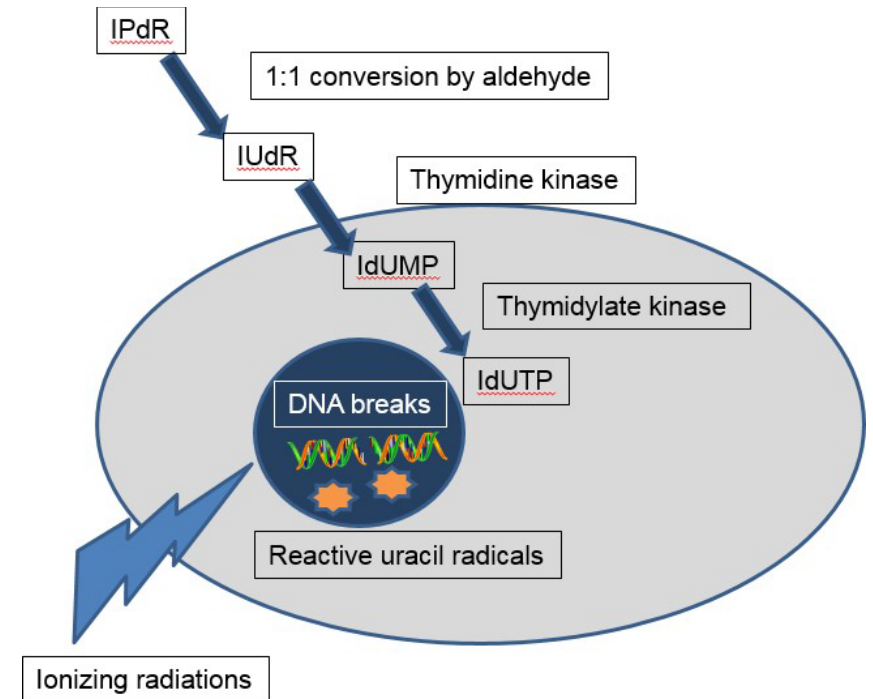 IPdR
1:1 conversion by aldehyde
IUdR
Thymidine kinase
IdUMP
Thymidylate kinase
IdUTP
DNA breaks
Reactive uracil radicals
Ionizing radiations